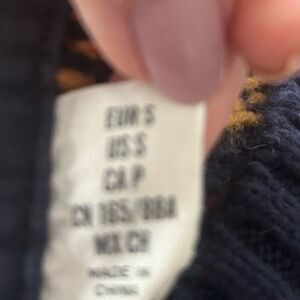 EUR S
US S
CA P
CN 165/88A
MX CH
MADE IN
CHINA